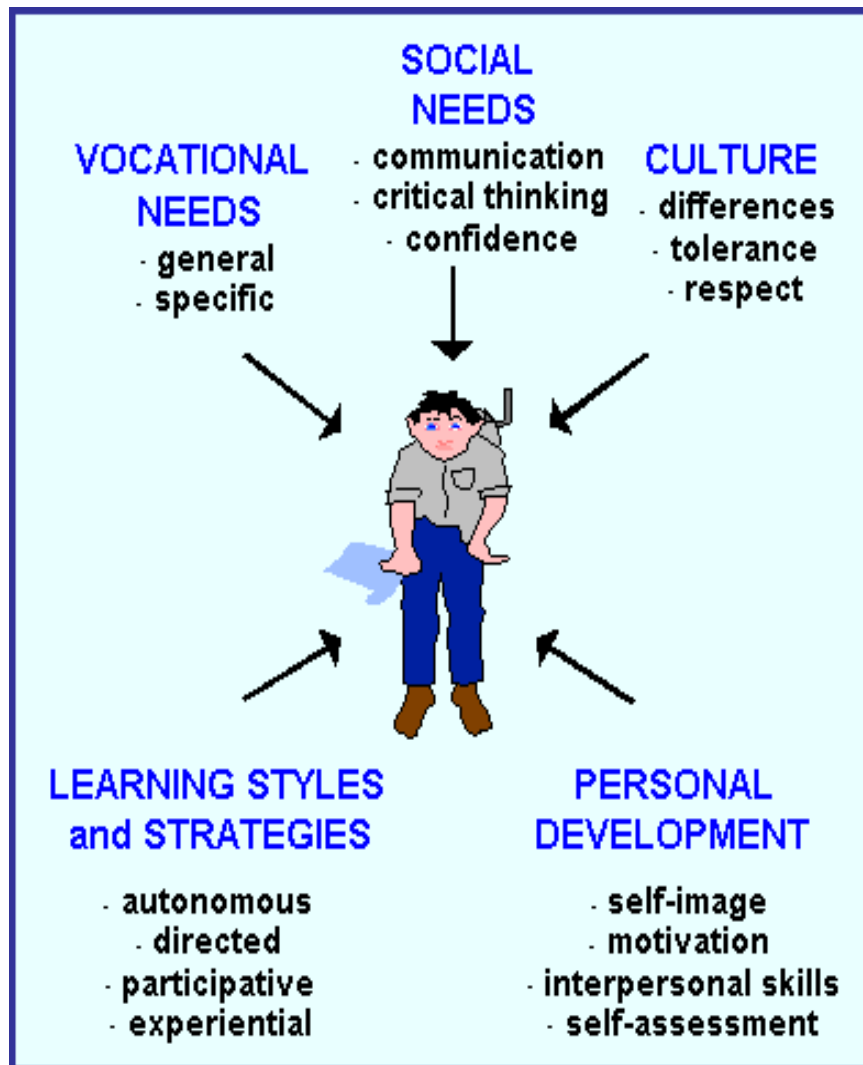 SOCIAL
NEEDS
- communication
- critical thinking
- confidence
VOCATIONAL
NEEDS
- general
- specific
CULTURE
- differences
- tolerance
- respect
LEARNING STYLES
and STRATEGIES
- autonomous
- directed
- participative
- experiential
PERSONAL
DEVELOPMENT
- self-image
- motivation
- interpersonal skills
- self-assessment